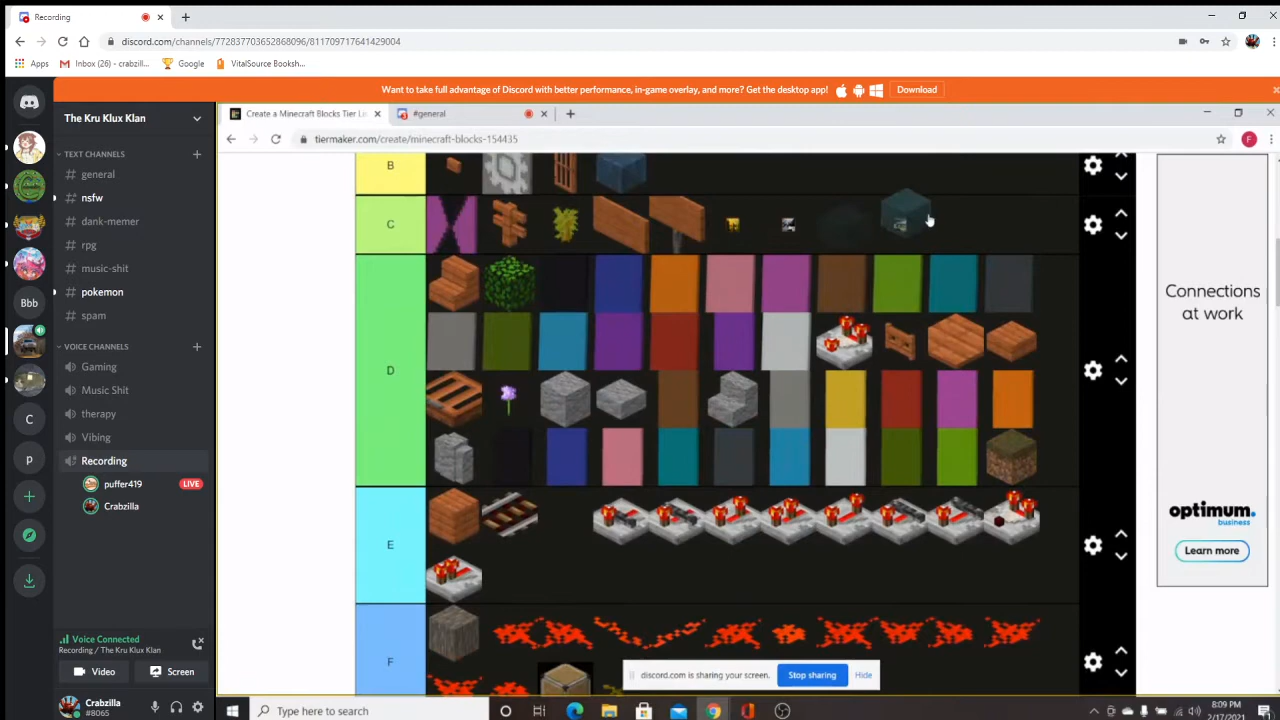 Recording
discord.com/channels/772837703652868096/811097717641429004
Apps
Inbox (26) - crabzill...
Google
VitalSource Booksh...
Want to take full advantage of Discord with better performance, in-game overlay, and more? Get the desktop app!
Download
The Kru Klux Klan
Create a Minecraft Blocks Tier Li
#general
tiermaker.com/create/minecraft-blocks-154435
TEXT CHANNELS
general
nsfw
dank-memer
rpg
music-shit
pokemon
spam
Bbb
VOICE CHANNELS
Gaming
Music Shit
therapy
Vibing
Recording
puffer419
LIVE
Crabzilla
C
p
B
C
D
E
F
Connections
at work
optimum.
business
Learn more
Voice Connected
Recording / The Kru Klux Klan
Video
Screen
Crabzilla
#8065
discord.com is sharing your screen.
Stop sharing
Hide
F
Type here to search
8:09 PM
2/17/2021